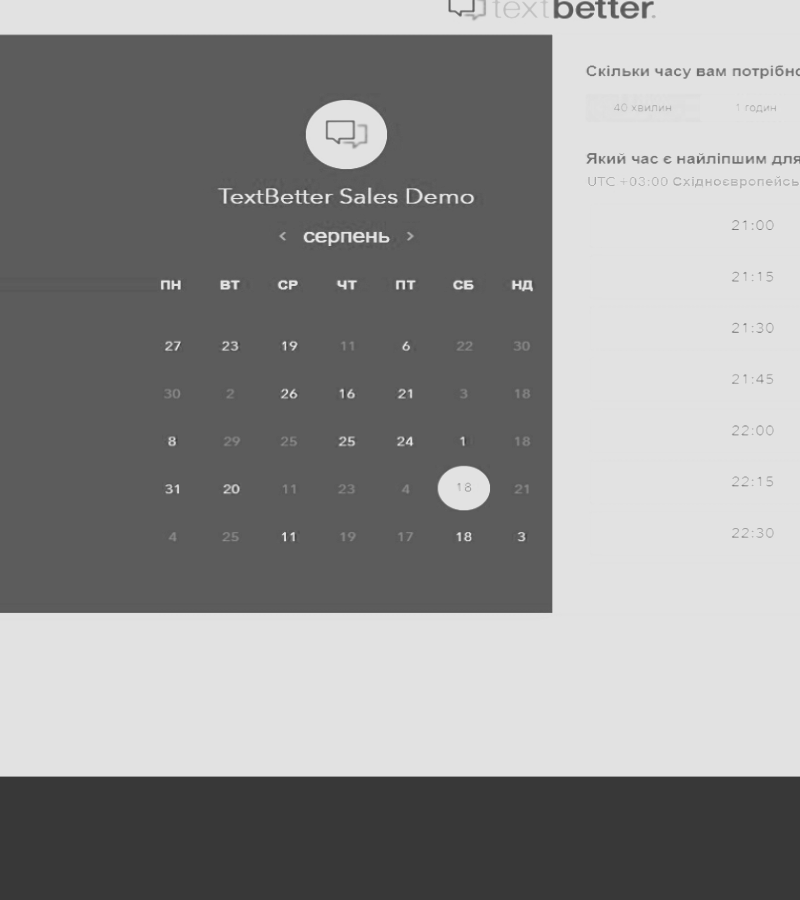 textbetter.
TextBetter Sales Demo
< серпень >
ПН ВТ СР ЧТ ПТ СБ НД
27 23 19 11 6 22 30
30 2 26 16 21 3 18
8 29 25 25 24 1 18
31 20 11 23 4 18 21
4 25 11 19 17 18 3
Скільки часу вам потрібно
40 хвилин 1 годин
Який час є найліпшим для
UTC +03:00 Східноєвропейсь
21:00
21:15
21:30
21:45
22:00
22:15
22:30